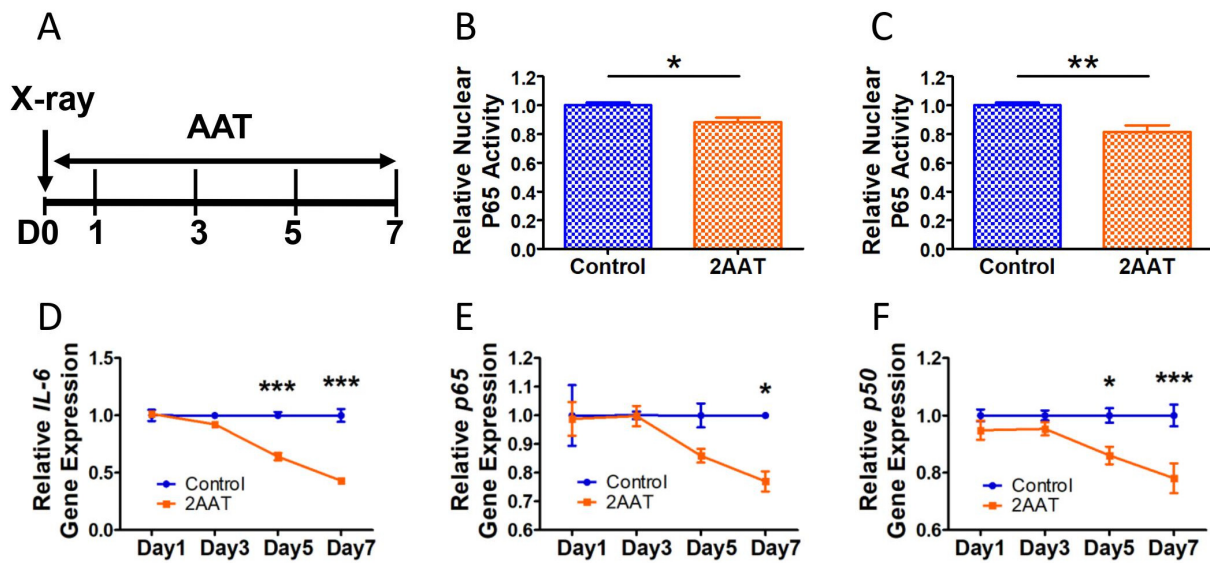 A
X-ray
AAT
D0 1 3 5 7
B
*
Relative Nuclear
P65 Activity
1.2
1.0
0.8
0.6
0.4
0.2
0.0
Control 2AAT
C
**
Relative Nuclear
P65 Activity
1.2
1.0
0.8
0.6
0.4
0.2
0.0
Control 2AAT
D
Relative IL-6
Gene Expression
1.5
1.0
0.5
0.0
*** ***
Control
2AAT
Day1 Day3 Day5 Day7
E
Relative p65
Gene Expression
1.2
1.1
1.0
0.9
0.8
0.7
0.6
*
Control
2AAT
Day1 Day3 Day5 Day7
F
Relative p50
Gene Expression
1.2
1.0
0.8
0.6
* ***
Control
2AAT
Day1 Day3 Day5 Day7